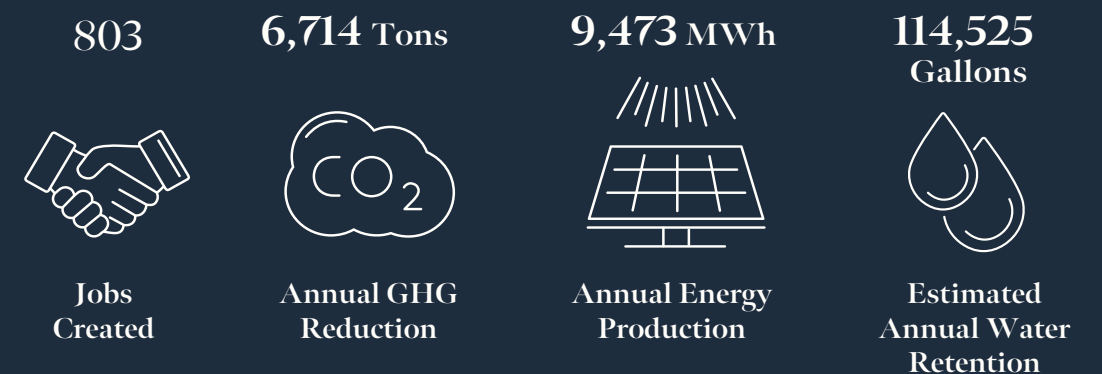 803
6,714 Tons
9,473 MWh
114,525
Gallons
CO2
Jobs
Created
Annual GHG
Reduction
Annual Energy
Production
Estimated
Annual Water
Retention